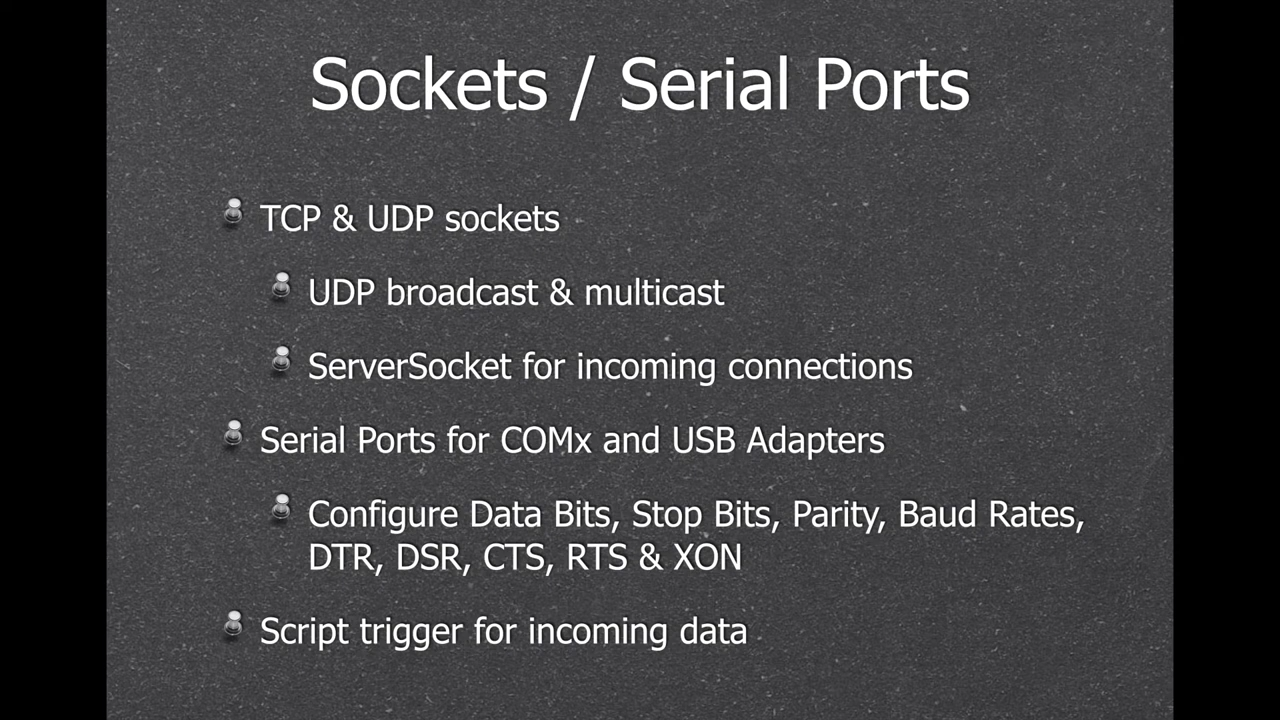 Sockets / Serial Ports
TCP & UDP sockets
UDP broadcast & multicast
ServerSocket for incoming connections
Serial Ports for COMx and USB Adapters
Configure Data Bits, Stop Bits, Parity, Baud Rates,
DTR, DSR, CTS, RTS & XON
Script trigger for incoming data